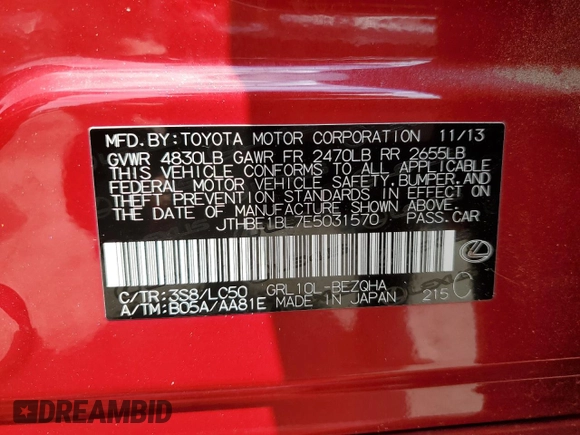 MFD. BY: TOYOTA MOTOR CORPORATION 11/13
GVWR 4830LB GAWR FR 2470LB RR 2655LB
THIS VEHICLE CONFORMS TO ALL APPLICABLE
FEDERAL MOTOR VEHICLE SAFETY, BUMPER, AND
THEFT PREVENTION STANDARDS IN EFFECT ON
THE DATE OF MANUFACTURE SHOWN ABOVE.
JTHBE1BL7E5031570 PASS. CAR
C/TR: 3S8/LC50 GRL10L-BEZQHA
A/TM: B05A/AA81E MADE IN JAPAN 215 C
DREAMBID